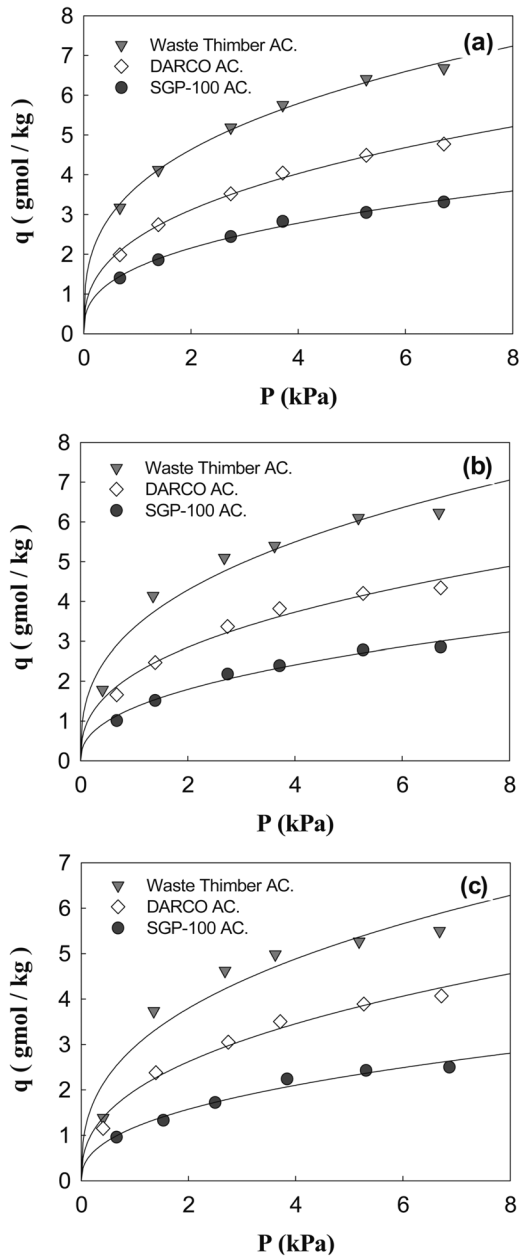 8
(a)
Waste Thimber AC.
7
DARCO AC.
6
SGP-100 AC.
5
4
3
2
1
0
q ( gmol / kg )
0 2 4 6 8
P (kPa)
8
(b)
Waste Thimber AC.
7
DARCO AC.
6
SGP-100 AC.
5
4
3
2
1
0
q ( gmol / kg )
0 2 4 6 8
P (kPa)
7
(c)
Waste Thimber AC.
6
DARCO AC.
SGP-100 AC.
5
4
3
2
1
0
q ( gmol / kg )
0 2 4 6 8
P (kPa)